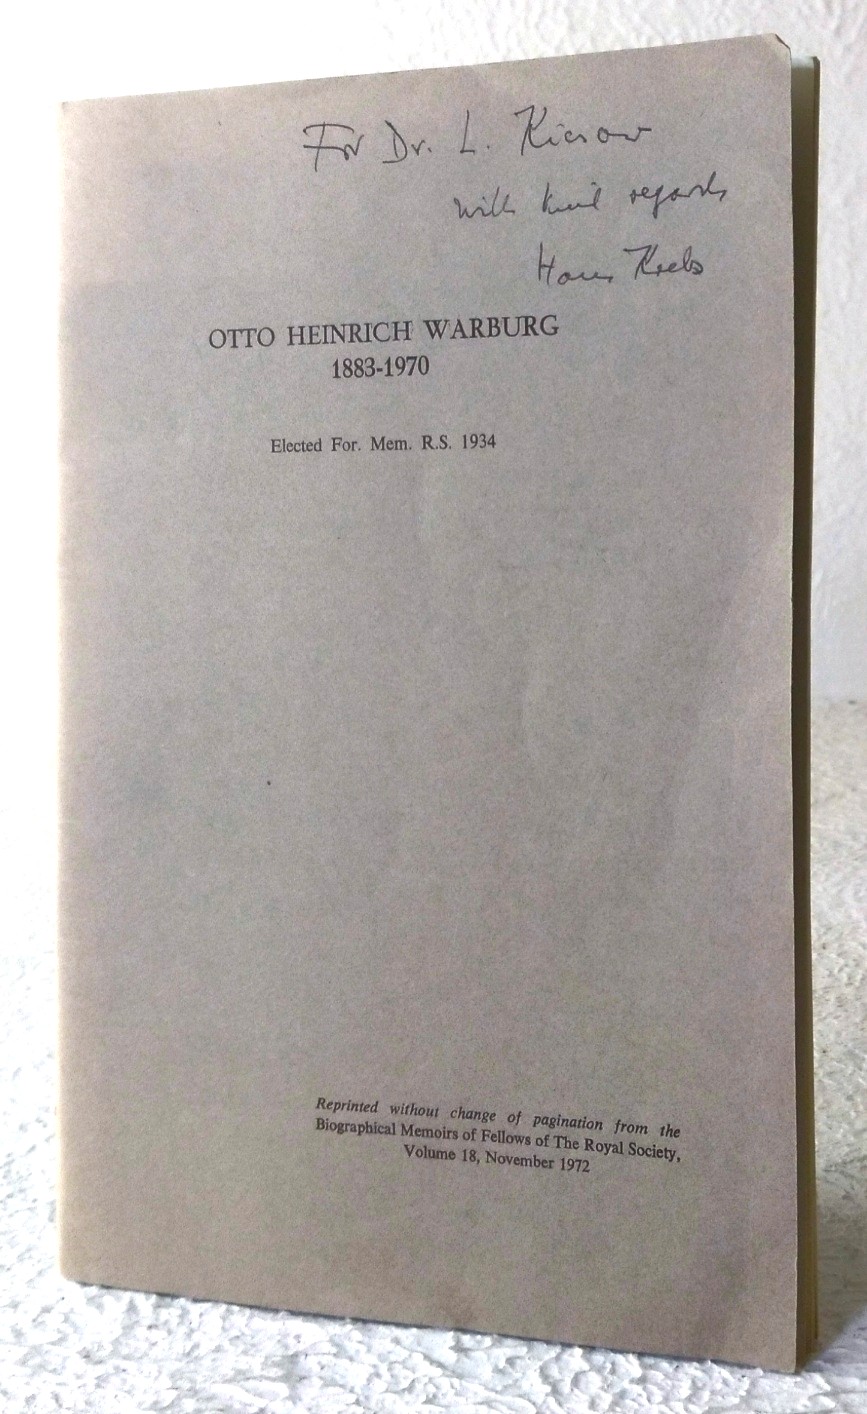 For Dr. L. Kiesow
with kind regards
Hans Krebs
OTTO HEINRICH WARBURG
1883-1970
Elected For. Mem. R.S. 1934
Reprinted without change of pagination from the
Biographical Memoirs of Fellows of The Royal Society,
Volume 18, November 1972